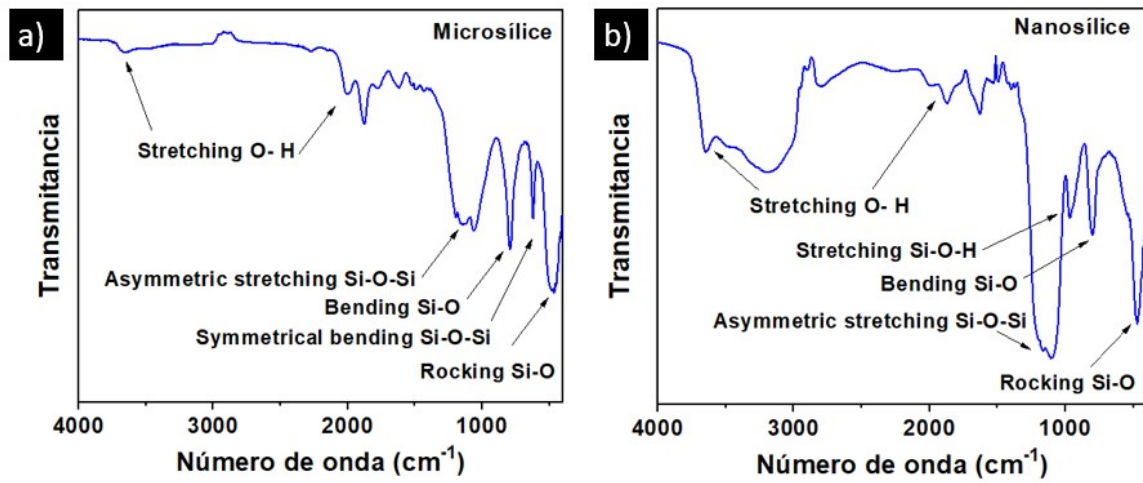 a)
Microsílice
Transmitancia
Stretching O- H
Asymmetric stretching Si-O-Si
Bending Si-O
Symmetrical bending Si-O-Si
Rocking Si-O
4000 3000 2000 1000
Número de onda (cm-1)
b)
Nanosílice
Transmitancia
Stretching O- H
Stretching Si-O-H
Bending Si-O
Asymmetric stretching Si-O-Si
Rocking Si-O
4000 3000 2000 1000
Número de onda (cm-1)